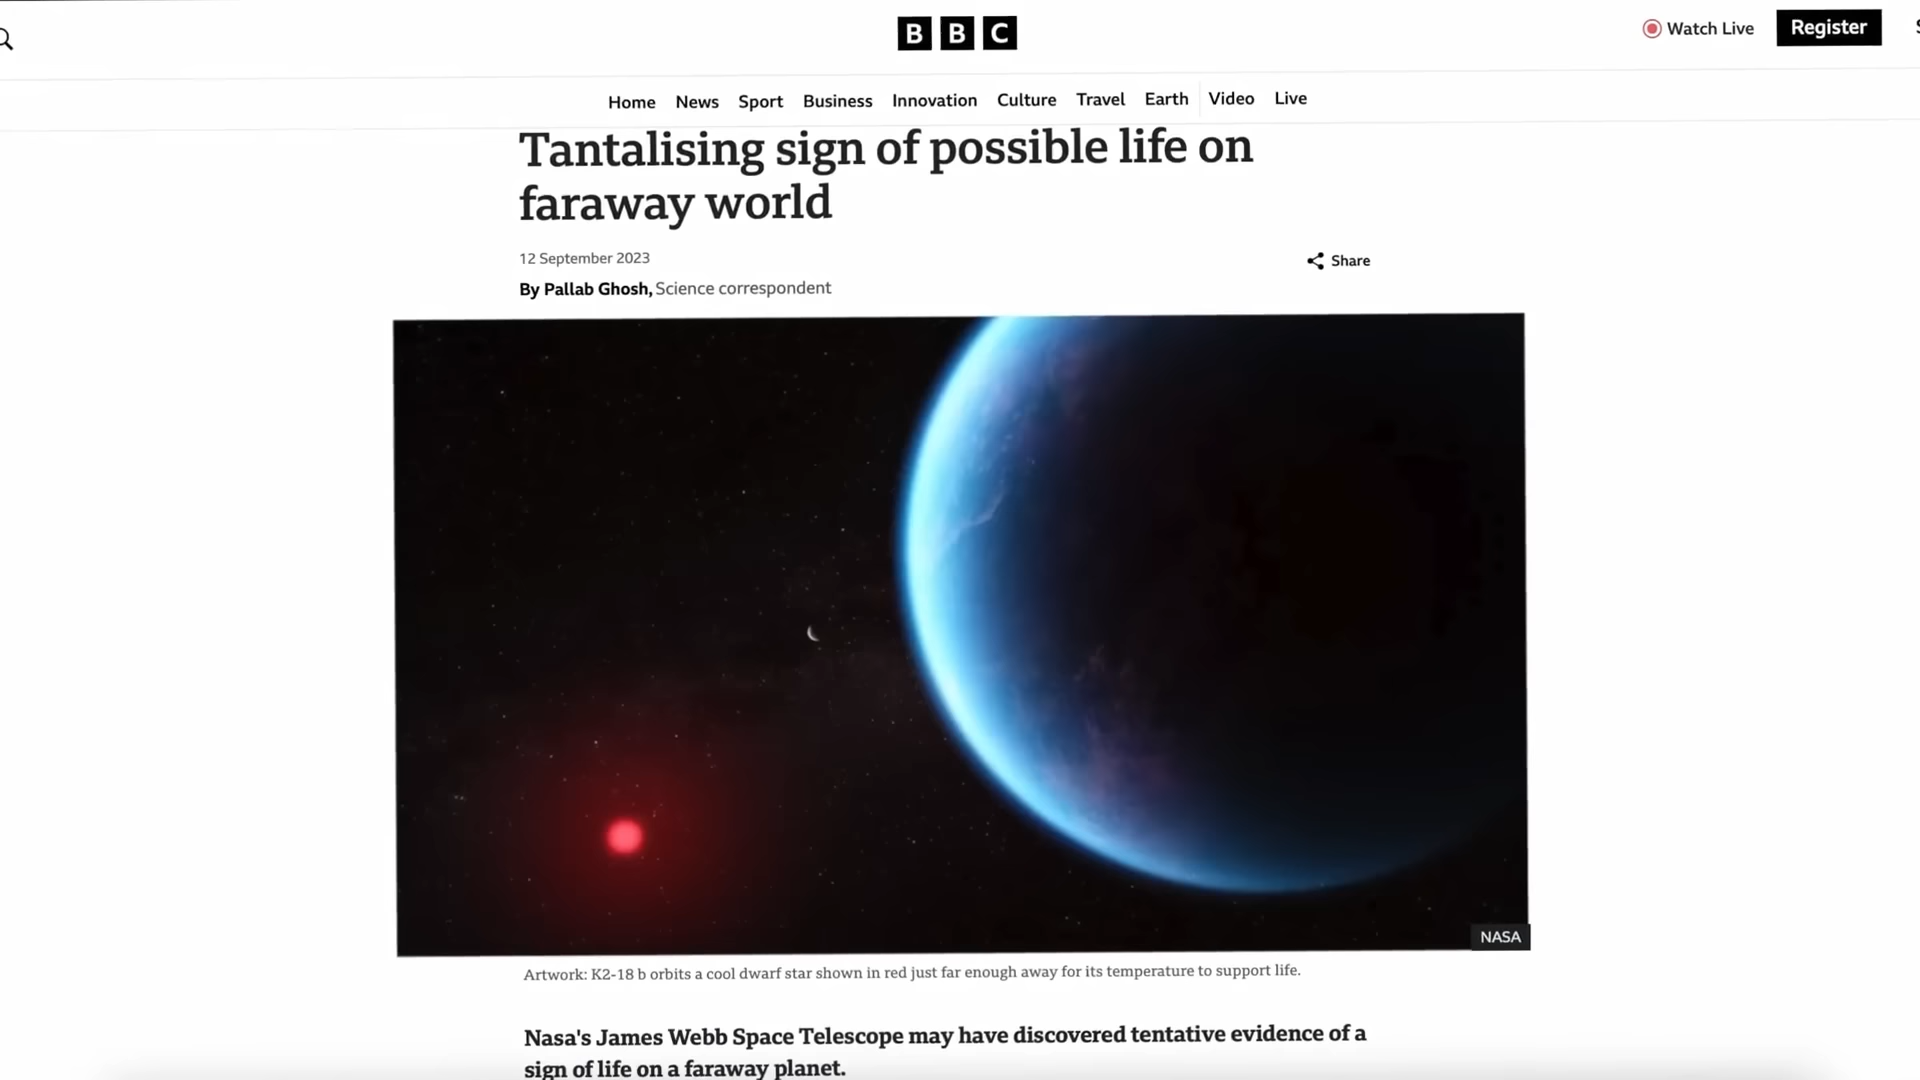 BBC
Watch Live
Register
Home News Sport Business Innovation Culture Travel Earth Video Live
Tantalising sign of possible life on
faraway world
12 September 2023
Share
By Pallab Ghosh, Science correspondent
NASA
Artwork: K2-18 b orbits a cool dwarf star shown in red just far enough away for its temperature to support life.
Nasa's James Webb Space Telescope may have discovered tentative evidence of a
sign of life on a faraway planet.